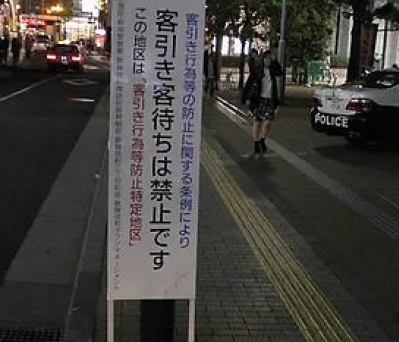 客引き行為等の防止に関する条例により
客引き客待ちは禁止です
この地区は、"客引き行為等防止特定地区"
POLICE